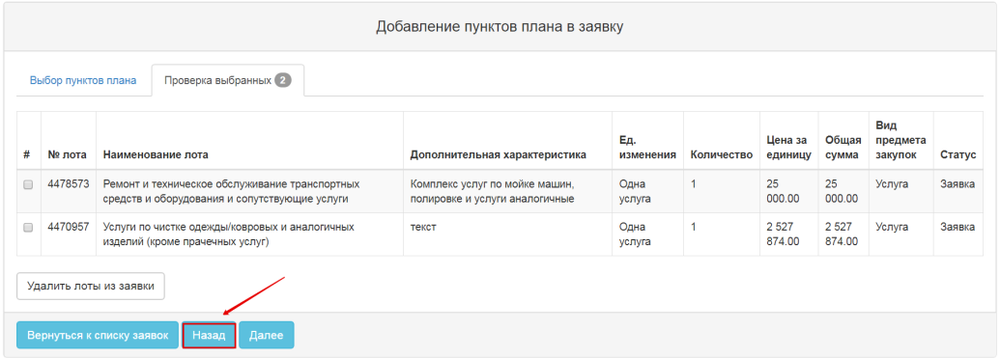 Добавление пунктов плана в заявку
Выбор пунктов плана
Проверка выбранных 2
# № лота Наименование лота Дополнительная характеристика Ед. изменения Количество Цена за единицу Общая сумма Вид предмета закупок Статус
4478573 Ремонт и техническое обслуживание транспортных Комплекс услуг по мойке машин, Одна 1 25 25 Услуга Заявка
средств и оборудования и сопутствующие услуги полировке и услуги аналогичные услуга 000.00 000.00
4470957 Услуги по чистке одежды/ковровых и аналогичных текст Одна 1 2 527 2 527 Услуга Заявка
изделий (кроме прачечных услуг) услуга 874.00 874.00
Удалить лоты из заявки
Вернуться к списку заявок Назад Далее